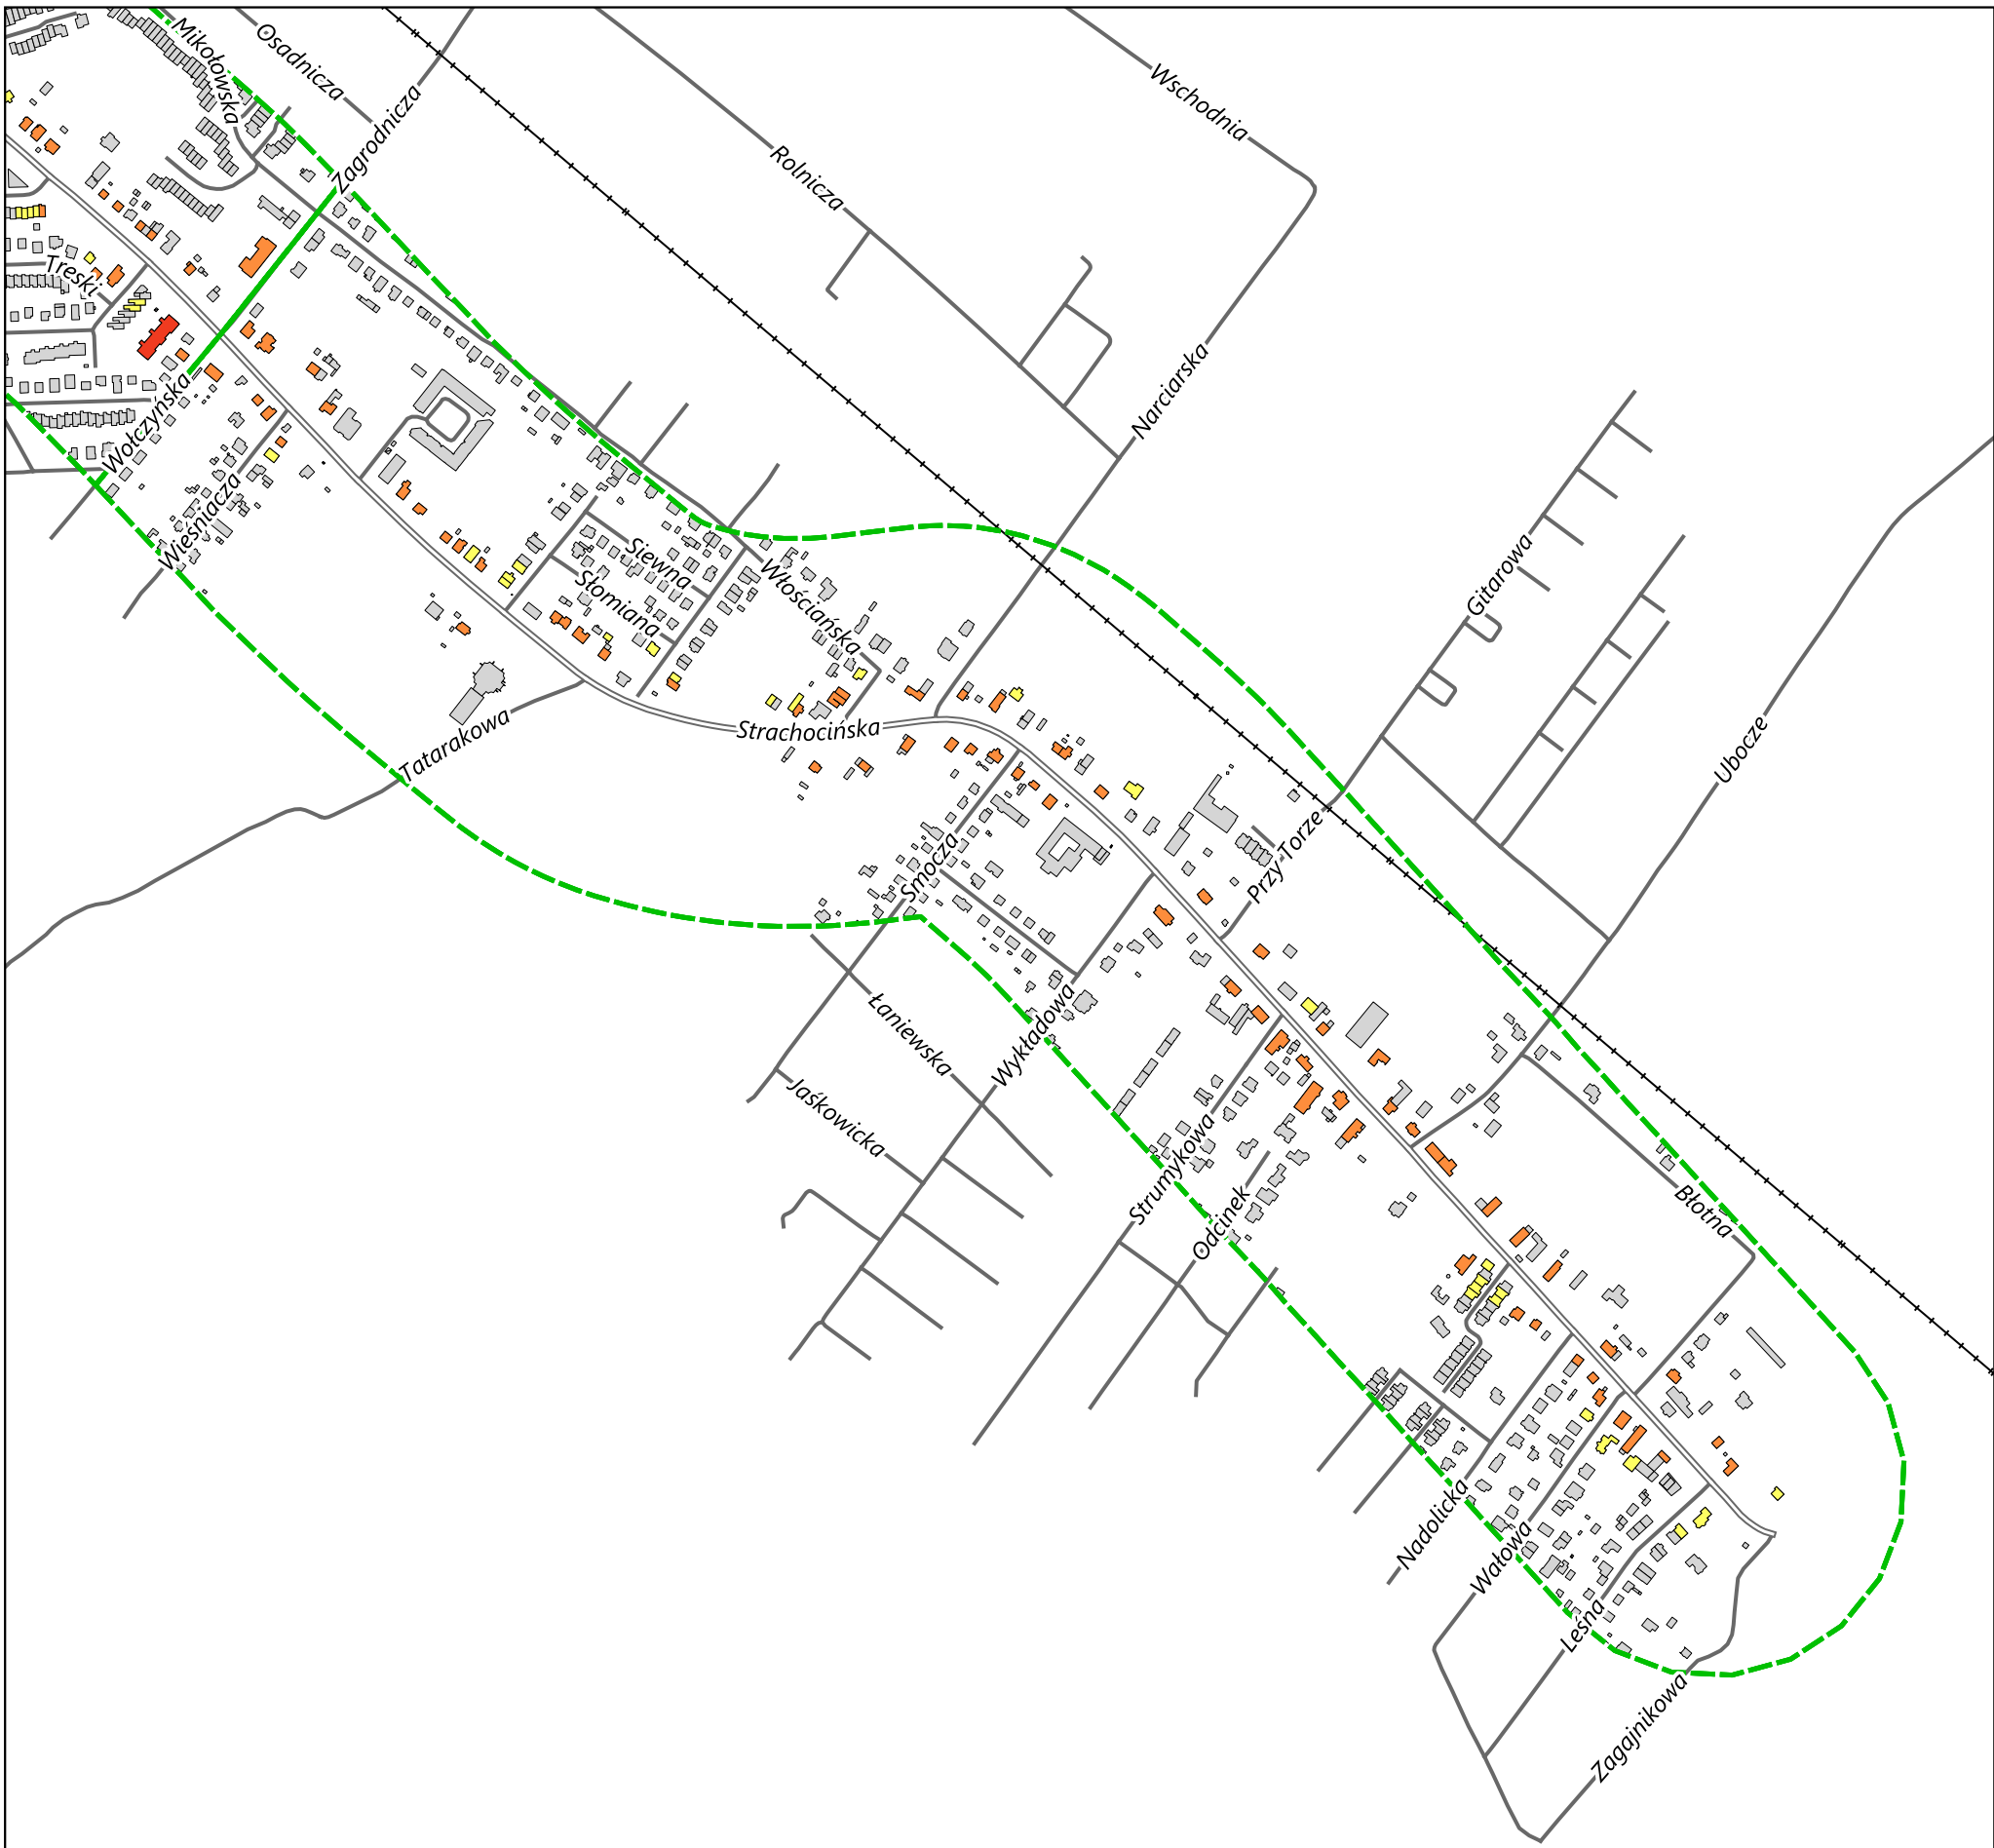 Mikołowska
Osadnicza
Zagrodnicza
Wschodnia
Rolnicza
Treski
Narciarska
Wołczyńska
Wieśniacza
Siewna
Słomiana
Włościańska
Gitarowa
Strachocińska
Tatarakowa
Ubocze
Przy Torze
Smocza
Łaniewska
Wykładowa
Jaśkowicka
Strumykowa
Odcinek
Błotna
Nadolicka
Wałowa
Leśna
Zagajnikowa